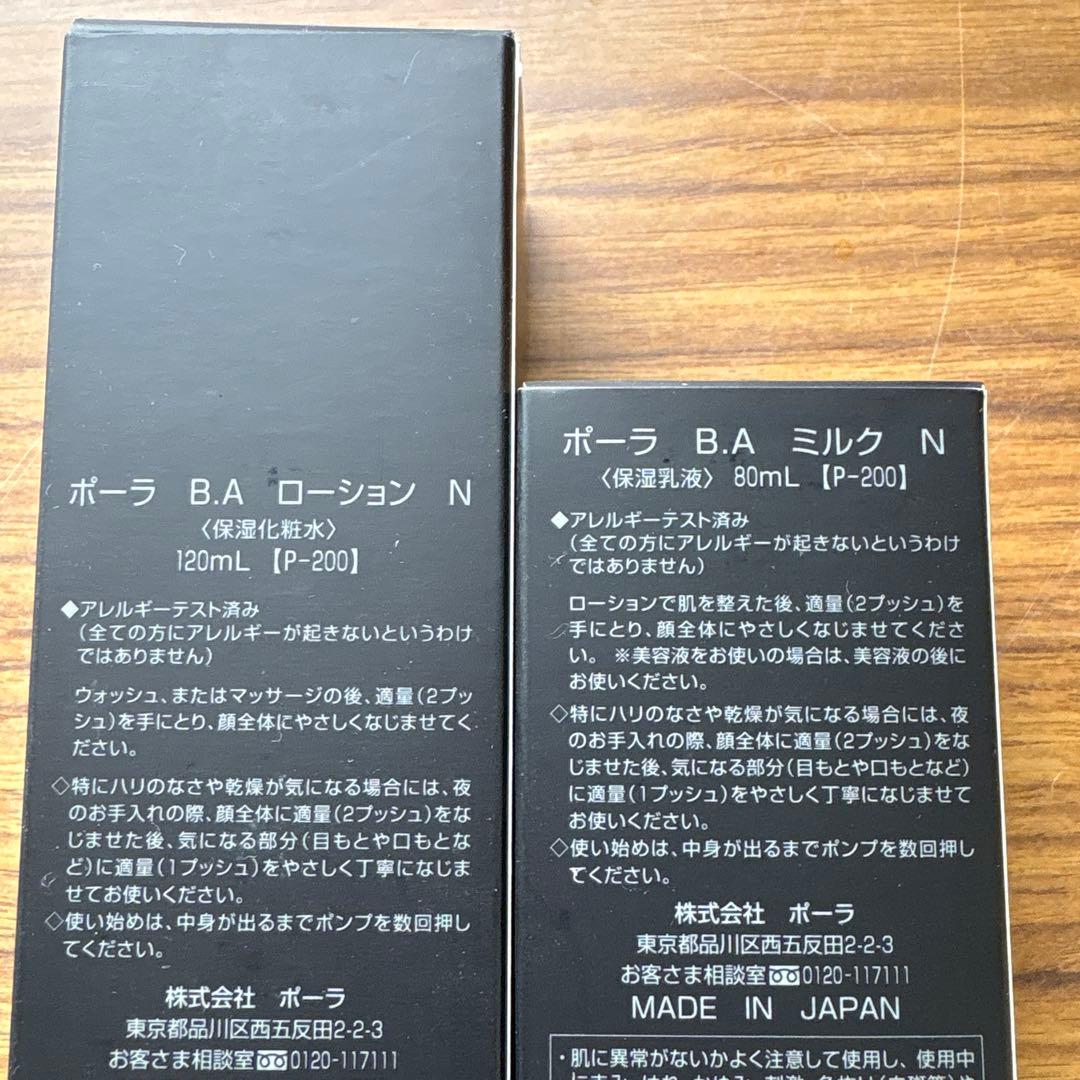 ポーラ B.A ローション N
〈保湿化粧水〉
120mL 【P-200】
◆アレルギーテスト済み
（全ての方にアレルギーが起きないというわけ
ではありません）
ウォッシュ、またはマッサージの後、適量（2プッ
シュ）を手にとり、顔全体にやさしくなじませてく
ださい。
◇特にハリのなさや乾燥が気になる場合には、夜
のお手入れの際、顔全体に適量（2プッシュ）をな
じませた後、気になる部分（目もとや口もとな
ど）に適量（1プッシュ）をやさしく丁寧になじま
せてお使いください。
◇使い始めは、中身が出るまでポンプを数回押し
てください。
株式会社 ポーラ
東京都品川区西五反田2-2-3
お客さま相談室 0120-117111
ポーラ B.A ミルク N
〈保湿乳液〉 80mL 【P-200】
◆アレルギーテスト済み
（全ての方にアレルギーが起きないというわけ
ではありません）
ローションで肌を整えた後、適量（2プッシュ）を
手にとり、顔全体にやさしくなじませてくださ
い。 ※美容液をお使いの場合は、美容液の後に
お使いください。
◇特にハリのなさや乾燥が気になる場合には、夜
のお手入れの際、顔全体に適量（2プッシュ）をな
じませた後、気になる部分（目もとや口もとなど）
に適量（1プッシュ）をやさしく丁寧になじませて
お使いください。
◇使い始めは、中身が出るまでポンプを数回押し
てください。
株式会社 ポーラ
東京都品川区西五反田2-2-3
お客さま相談室 0120-117111
MADE IN JAPAN
・肌に異常がないかよく注意して使用し、使用中